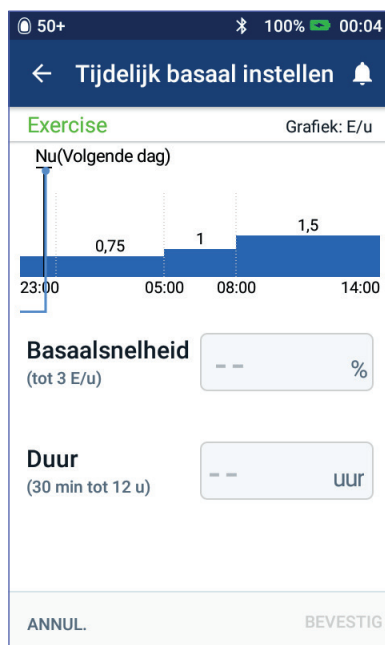 50+ 100% 00:04
Tijdelijk basaal instellen
Exercise Grafiek: E/u
Nu(Volgende dag)
0,75 1 1,5
23:00 05:00 08:00 14:00
Basaalsnelheid -- %
(tot 3 E/u)
Duur -- uur
(30 min tot 12 u)
ANNUL. BEVESTIG